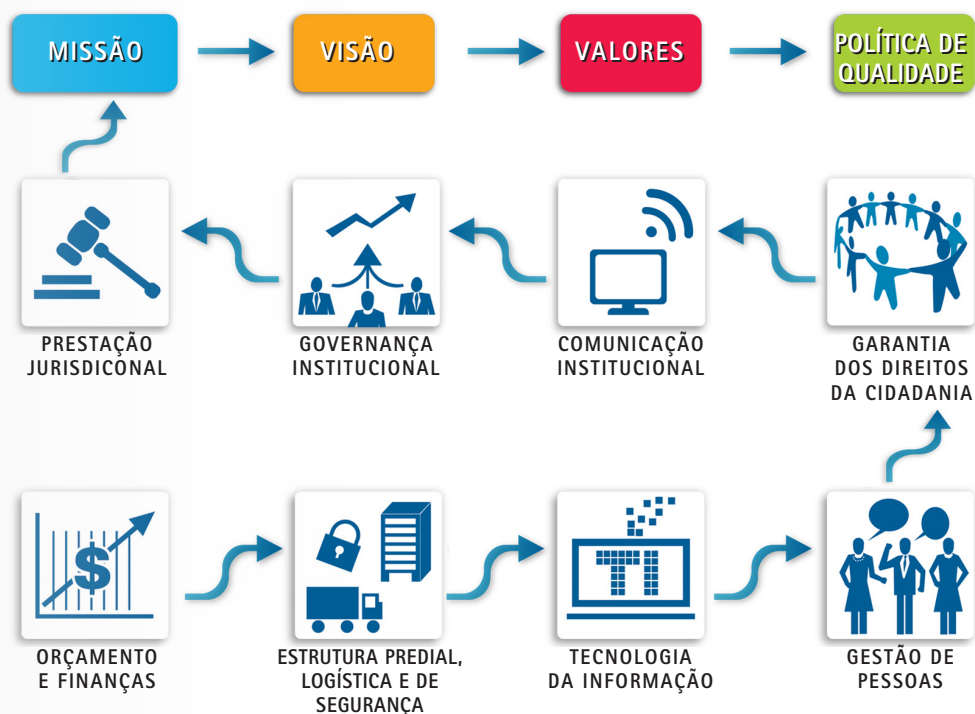 MISSÃO
VISÃO
VALORES
POLÍTICA DE
QUALIDADE
PRESTAÇÃO
JURISDICONAL
GOVERNANÇA
INSTITUCIONAL
COMUNICAÇÃO
INSTITUCIONAL
GARANTIA
DOS DIREITOS
DA CIDADANIA
$
TI
ORÇAMENTO
E FINANÇAS
ESTRUTURA PREDIAL,
LOGÍSTICA E DE
SEGURANÇA
TECNOLOGIA
DA INFORMAÇÃO
GESTÃO DE
PESSOAS